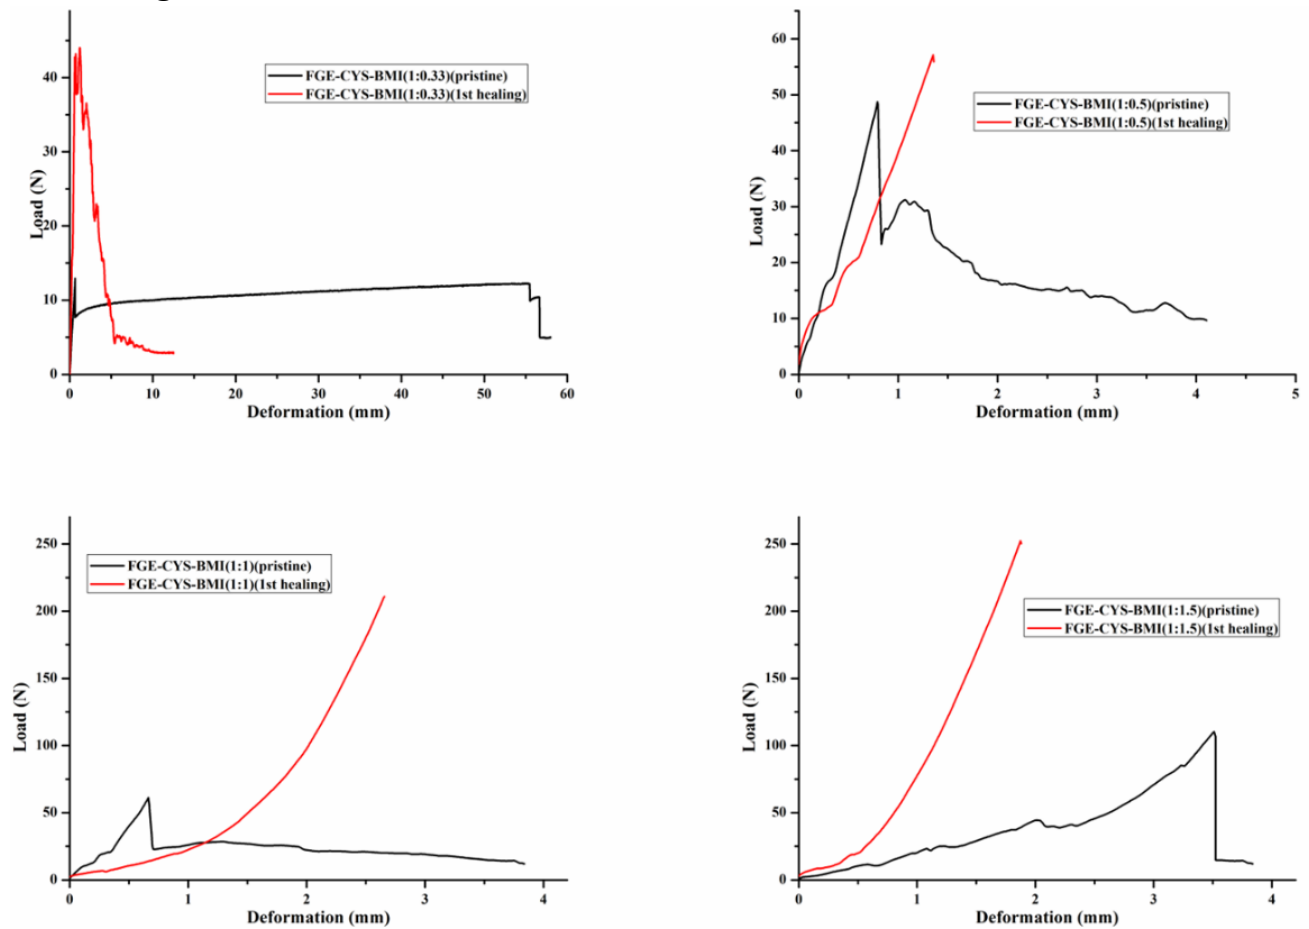 FGE-CYS-BMI(1:0.33)(pristine)
FGE-CYS-BMI(1:0.33)(1st healing)
Load (N)
40
30
20
10
0
0 10 20 30 40 50 60
Deformation (mm)
FGE-CYS-BMI(1:0.5)(pristine)
FGE-CYS-BMI(1:0.5)(1st healing)
Load (N)
60
50
40
30
20
10
0
0 1 2 3 4 5
Deformation (mm)
FGE-CYS-BMI(1:1)(pristine)
FGE-CYS-BMI(1:1)(1st healing)
Load (N)
250
200
150
100
50
0
0 1 2 3 4
Deformation (mm)
FGE-CYS-BMI(1:1.5)(pristine)
FGE-CYS-BMI(1:1.5)(1st healing)
Load (N)
250
200
150
100
50
0
0 1 2 3 4
Deformation (mm)